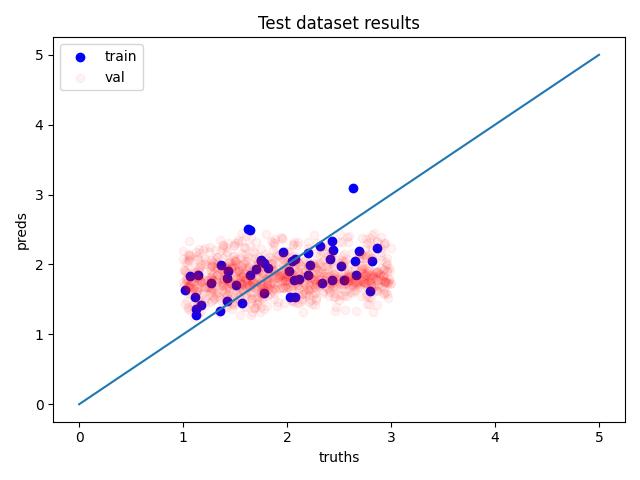 Test dataset results
train
val
5
4
3
2
1
0
preds
0 1 2 3 4 5
truths